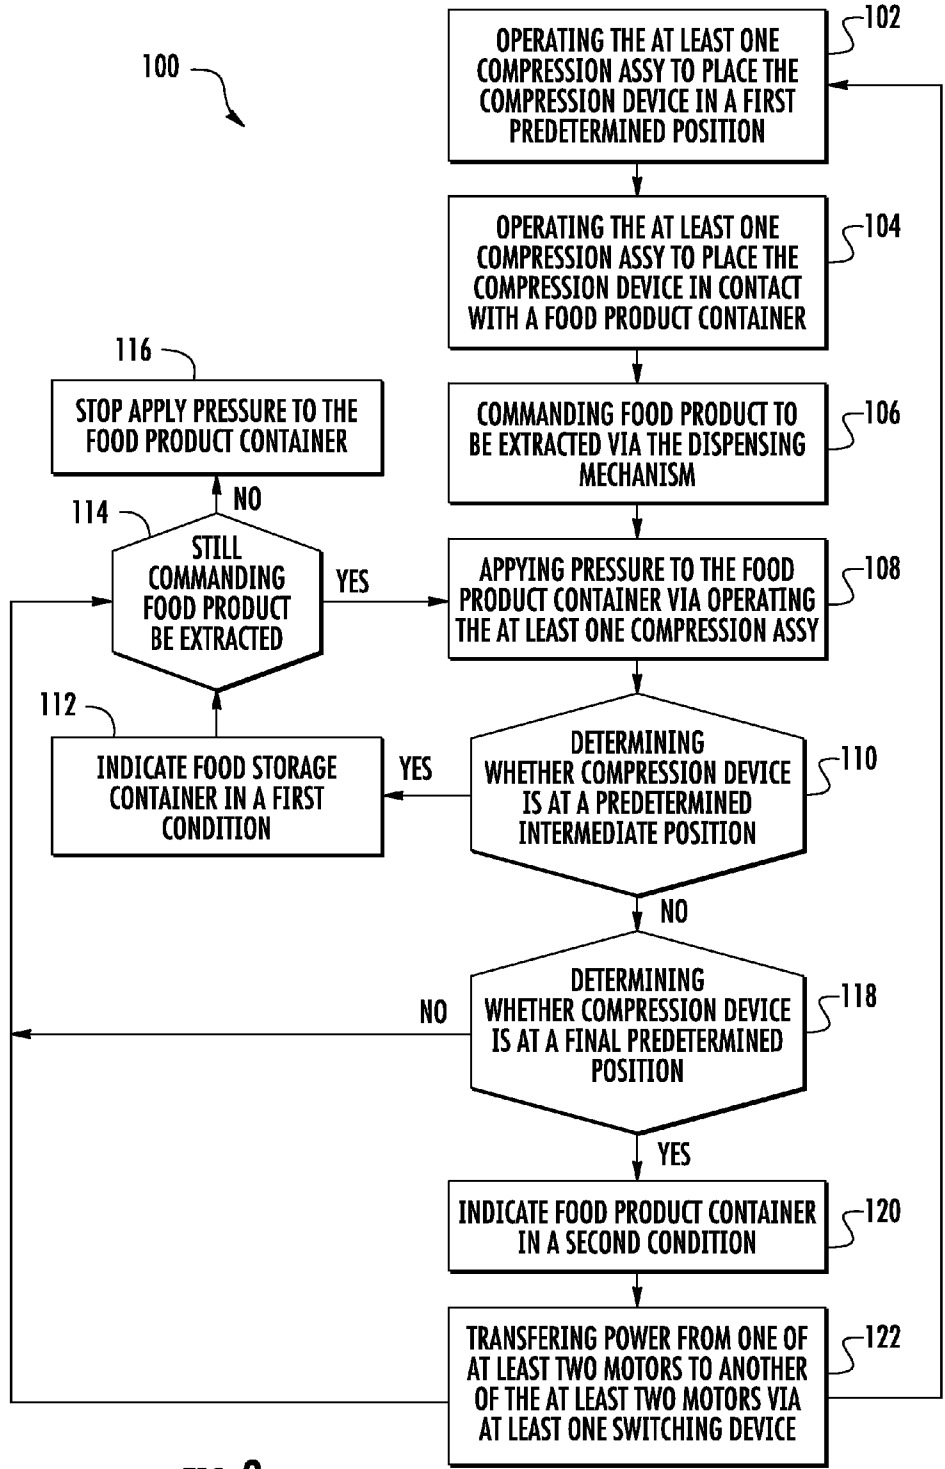 100
102
OPERATING THE AT LEAST ONE
COMPRESSION ASSY TO PLACE THE
COMPRESSION DEVICE IN A FIRST
PREDETERMINED POSITION
104
OPERATING THE AT LEAST ONE
COMPRESSION ASSY TO PLACE THE
COMPRESSION DEVICE IN CONTACT
WITH A FOOD PRODUCT CONTAINER
106
COMMANDING FOOD PRODUCT TO
BE EXTRACTED VIA THE DISPENSING
MECHANISM
116
STOP APPLY PRESSURE TO THE
FOOD PRODUCT CONTAINER
NO
114
STILL
COMMANDING
FOOD PRODUCT
BE EXTRACTED
YES
108
APPYING PRESSURE TO THE FOOD
PRODUCT CONTAINER VIA OPERATING
THE AT LEAST ONE COMPRESSION ASSY
112
INDICATE FOOD STORAGE
CONTAINER IN A FIRST
CONDITION
YES
110
DETERMINING
WHETHER COMPRESSION DEVICE
IS AT A PREDETERMINED
INTERMEDIATE POSITION
NO
118
DETERMINING
WHETHER COMPRESSION DEVICE
IS AT A FINAL PREDETERMINED
POSITION
NO
YES
120
INDICATE FOOD PRODUCT CONTAINER
IN A SECOND CONDITION
122
TRANSFERING POWER FROM ONE OF
AT LEAST TWO MOTORS TO ANOTHER
OF THE AT LEAST TWO MOTORS VIA
AT LEAST ONE SWITCHING DEVICE